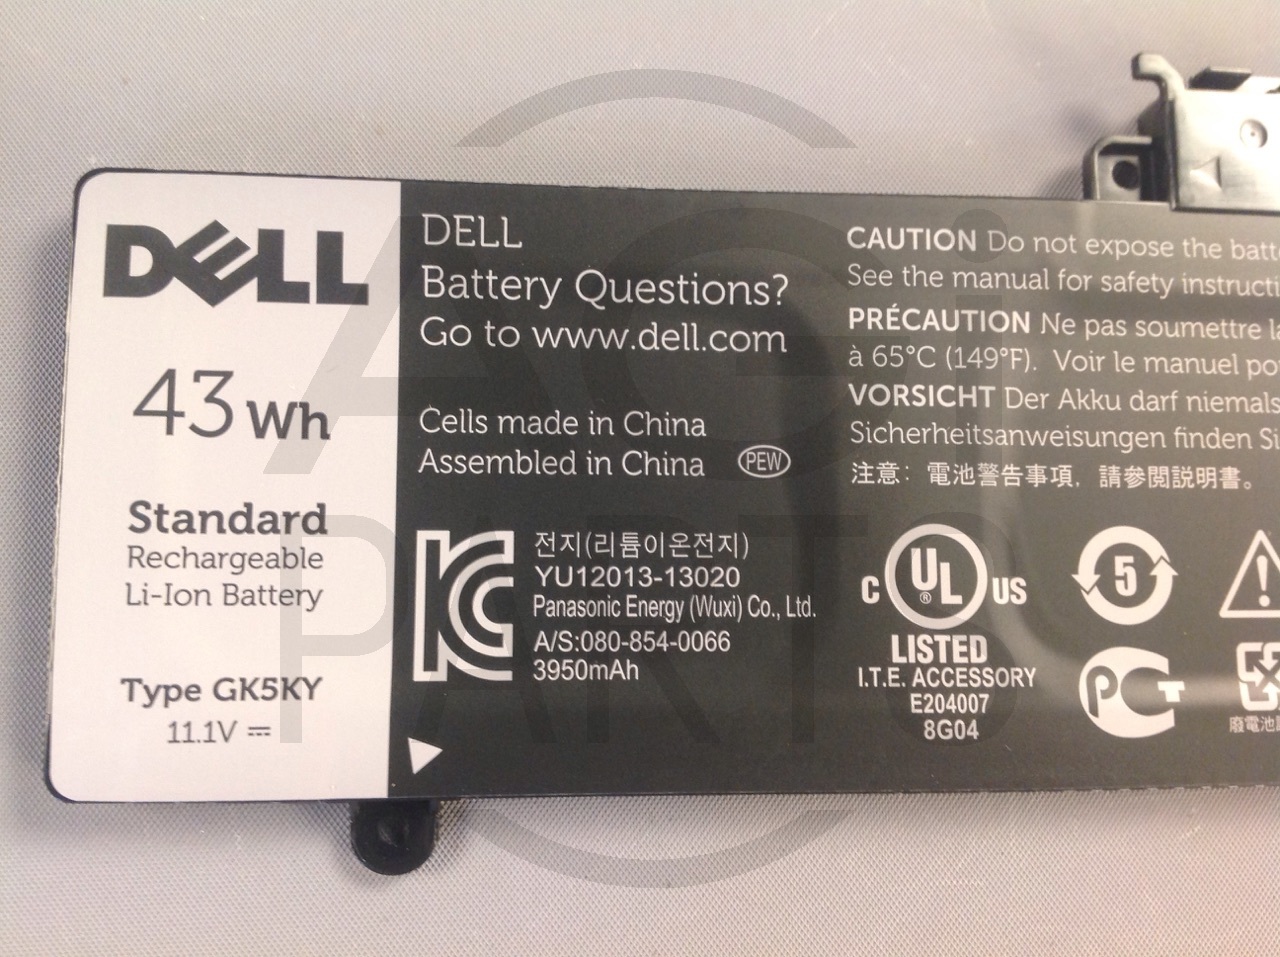 DELL
43 Wh
Standard
Rechargeable
Li-Ion Battery
Type GK5KY
11.1V
DELL
Battery Questions?
Go to www.dell.com
Cells made in China
Assembled in China PEW
전지(리튬이온전지)
YU12013-13020
Panasonic Energy (Wuxi) Co., Ltd.
A/S:080-854-0066
3950mAh
CAUTION Do not expose the
See the manual for safety
PRÉCAUTION Ne pas soumettre
à 65°C (149°F). Voir le manuel
VORSICHT Der Akku darf niemals
Sicherheitsanweisungen finden
注意：電池警告事項，請參閱說明書。
C UL® US
LISTED
I.T.E. ACCESSORY
E204007
8G04
5
PCT
廢電池
AGi
PARTS